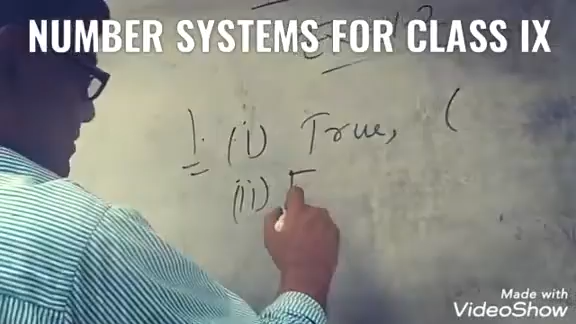 NUMBER SYSTEMS FOR CLASS IX
1. (i) True, (
(ii) F
Made with
VideoShow